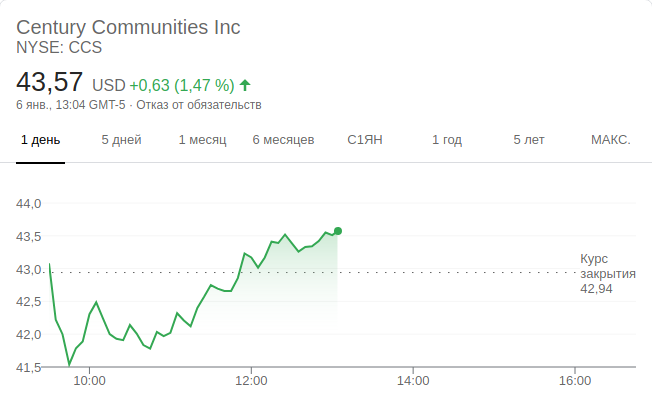 Century Communities Inc
NYSE: CCS
43,57 USD +0,63 (1,47 %)
6 янв., 13:04 GMT-5 · Отказ от обязательств
1 день 5 дней 1 месяц 6 месяцев С1ЯН 1 год 5 лет МАКС.
44,0
43,5
Курс
43,0 закрытия
42,94
42,5
42,0
41,5
10:00 12:00 14:00 16:00